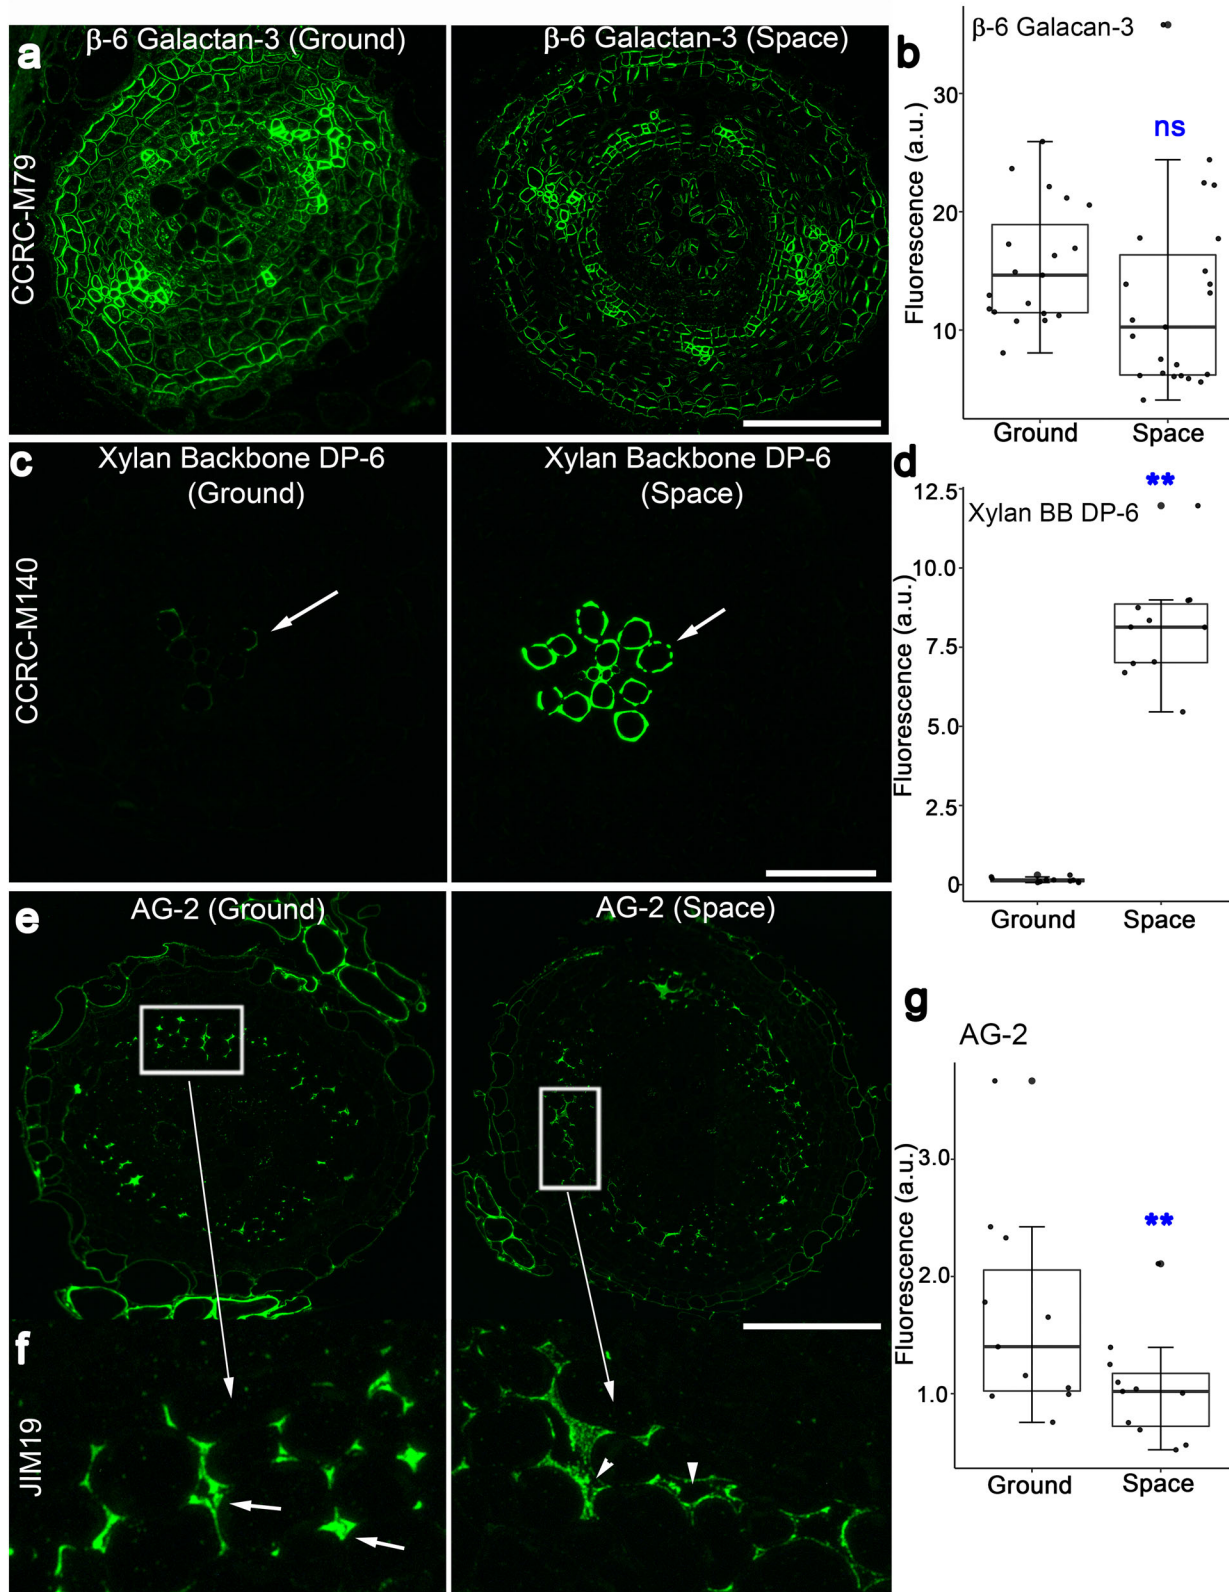 a
β-6 Galactan-3 (Ground)
β-6 Galactan-3 (Space)
CCRC-M79
b
β-6 Galacan-3
Fluorescence (a.u.)
30
20
10
ns
Ground
Space
c
Xylan Backbone DP-6
(Ground)
Xylan Backbone DP-6
(Space)
CCRC-M140
d
**
Xylan BB DP-6
Fluorescence (a.u.)
12.5
10.0
7.5
5.0
2.5
0
Ground
Space
e
AG-2 (Ground)
AG-2 (Space)
f
JIM19
g
AG-2
Fluorescence (a.u.)
3.0
2.0
1.0
**
Ground
Space